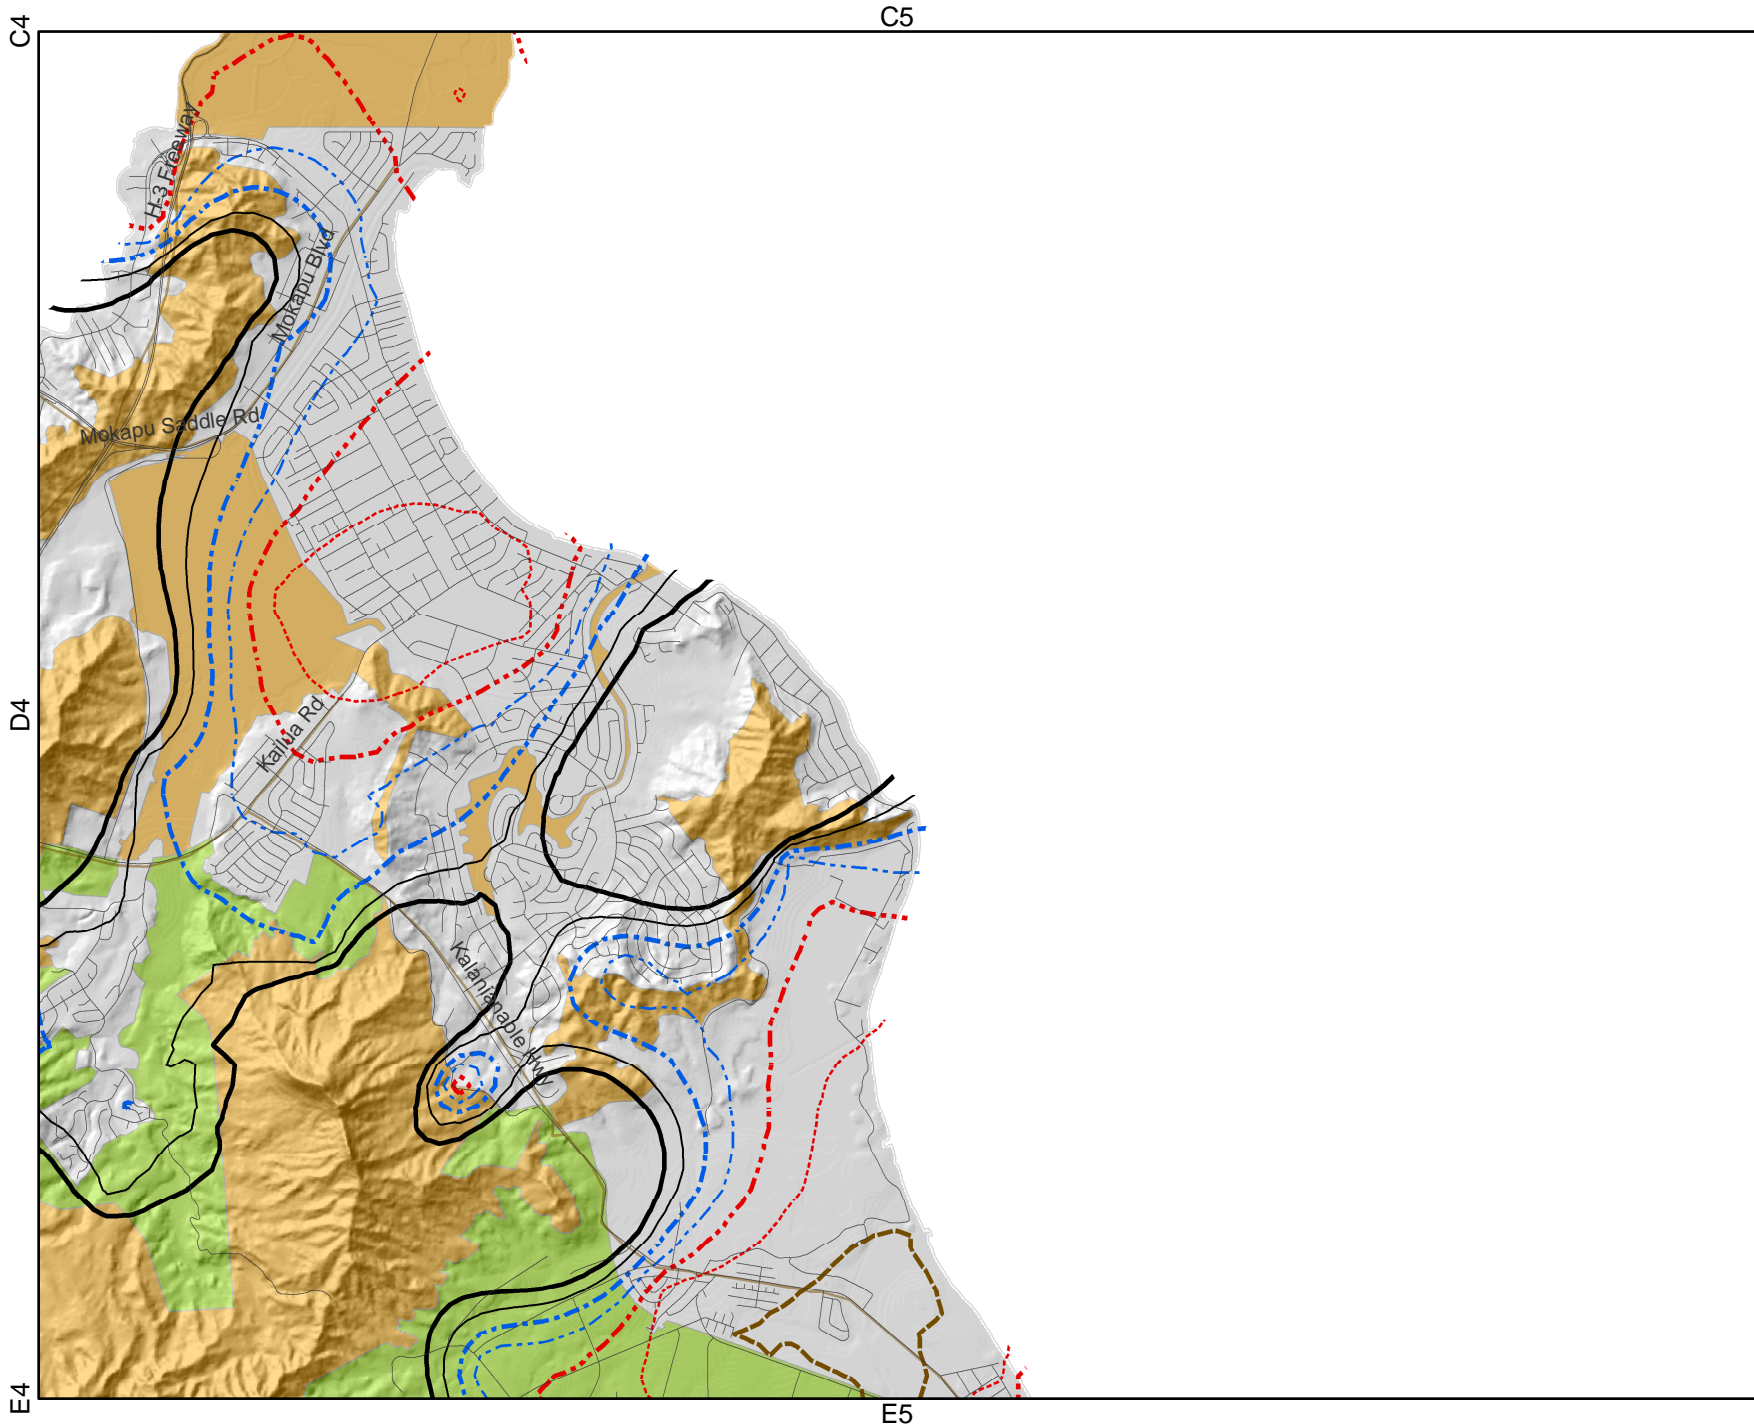 C4
C5
H-3 Freeway
Mokapu Blvd
Mokapu Saddle Rd
D4
Kailua Rd
Kalanianaole Hwy
E4
E5